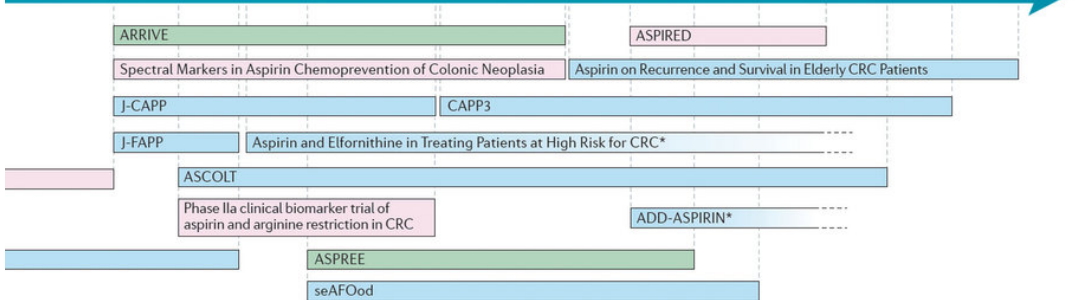 ARRIVE
ASPIRED
Spectral Markers in Aspirin Chemoprevention of Colonic Neoplasia
Aspirin on Recurrence and Survival in Elderly CRC Patients
J-CAPP
CAPP3
J-FAPP
Aspirin and Elfornithine in Treating Patients at High Risk for CRC*
ASCOLT
Phase IIa clinical biomarker trial of
aspirin and arginine restriction in CRC
ADD-ASPIRIN*
ASPREE
seAFOod